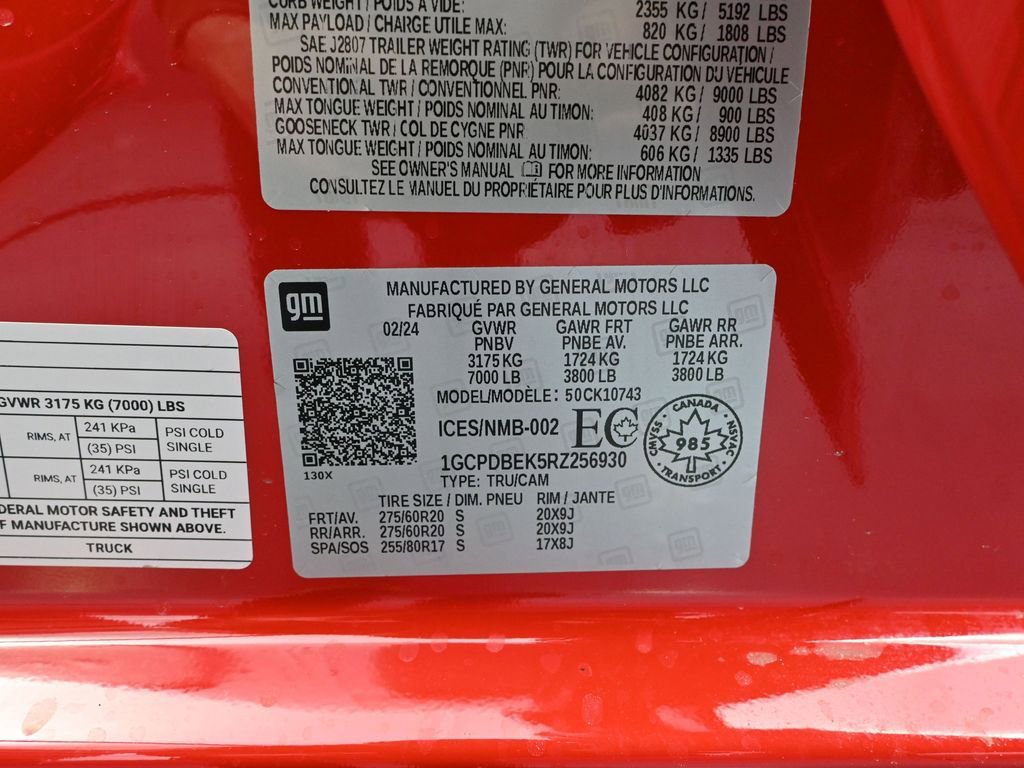 CURB WEIGHT / POIDS À VIDE: 2355 KG / 5192 LBS
MAX PAYLOAD / CHARGE UTILE MAX: 820 KG / 1808 LBS
SAE J2807 TRAILER WEIGHT RATING (TWR) FOR VEHICLE CONFIGURATION /
POIDS NOMINAL DE LA REMORQUE (PNR) POUR LA CONFIGURATION DU VÉHICULE
CONVENTIONAL TWR / CONVENTIONNEL PNR: 4082 KG / 9000 LBS
MAX TONGUE WEIGHT / POIDS NOMINAL AU TIMON: 408 KG / 900 LBS
GOOSENECK TWR / COL DE CYGNE PNR 4037 KG / 8900 LBS
MAX TONGUE WEIGHT / POIDS NOMINAL AU TIMON: 606 KG / 1335 LBS
SEE OWNER'S MANUAL FOR MORE INFORMATION
CONSULTEZ LE MANUEL DU PROPRIÉTAIRE POUR PLUS D'INFORMATIONS.
gm
MANUFACTURED BY GENERAL MOTORS LLC
FABRIQUÉ PAR GENERAL MOTORS LLC
02/24 GVWR GAWR FRT GAWR RR
PNBV PNBE AV. PNBE ARR.
3175 KG 1724 KG 1724 KG
7000 LB 3800 LB 3800 LB
MODEL/MODÈLE: 50CK10743
ICES/NMB-002 EC
CANADA
CMVSS 985 NSVAC
TRANSPORT
1GCPDBEK5RZ256930
130X
TYPE: TRU/CAM
TIRE SIZE / DIM. PNEU RIM / JANTE
FRT/AV. 275/60R20 S 20X9J
RR/ARR. 275/60R20 S 20X9J
SPA/SOS 255/80R17 S 17X8J
GVWR 3175 KG (7000) LBS
RIMS, AT 241 KPa (35) PSI PSI COLD SINGLE
RIMS, AT 241 KPa (35) PSI PSI COLD SINGLE
DERAL MOTOR SAFETY AND THEFT
F MANUFACTURE SHOWN ABOVE.
TRUCK